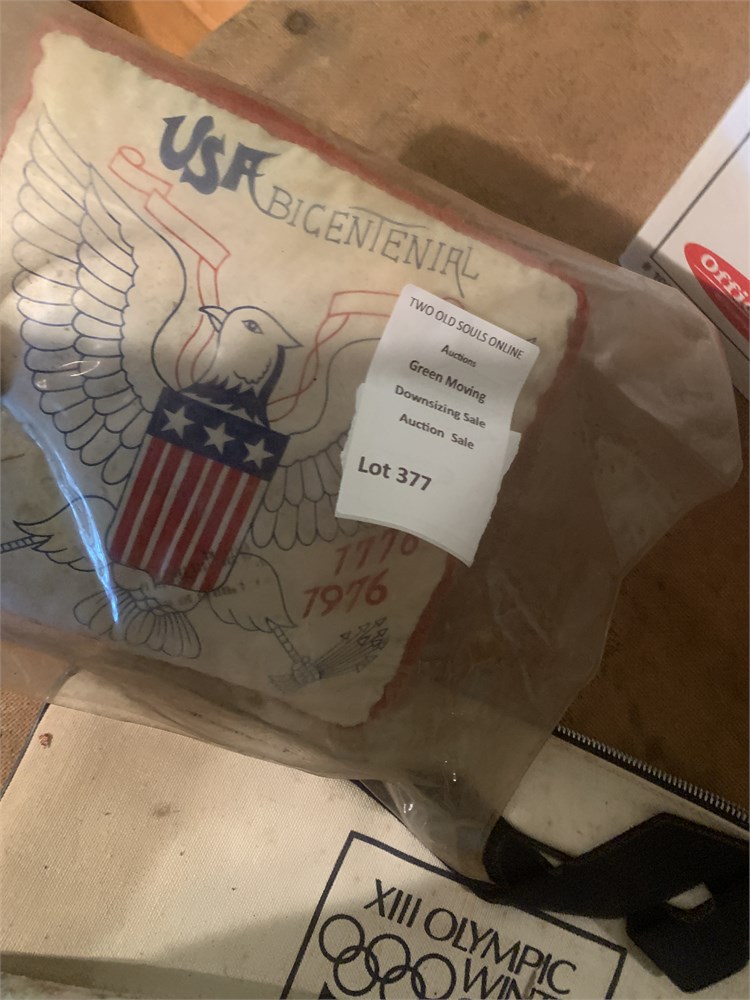 USA
BICENTENIAL
TWO OLD SOULS ONLINE
Auctions
Green Moving
Downsizing Sale
Auction Sale
Lot 377
1776
1976
XIII OLYMPIC